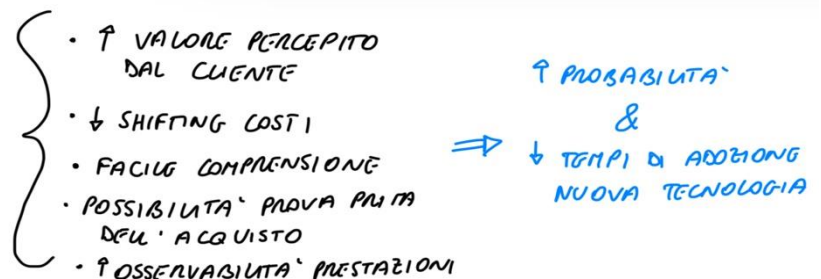 • ↑ VALORE PERCEPITO
DAL CLIENTE
• ↓ SHIFTING COSTI
• FACILE COMPRENSIONE
• POSSIBILITA' PROVA PRIMA
DELL'ACQUISTO
• ↑ OSSERVABILITA' PRESTAZIONI
⇒
↑ PROBABILITA'
&
↓ TEMPI DI ADOZIONE
NUOVA TECNOLOGIA